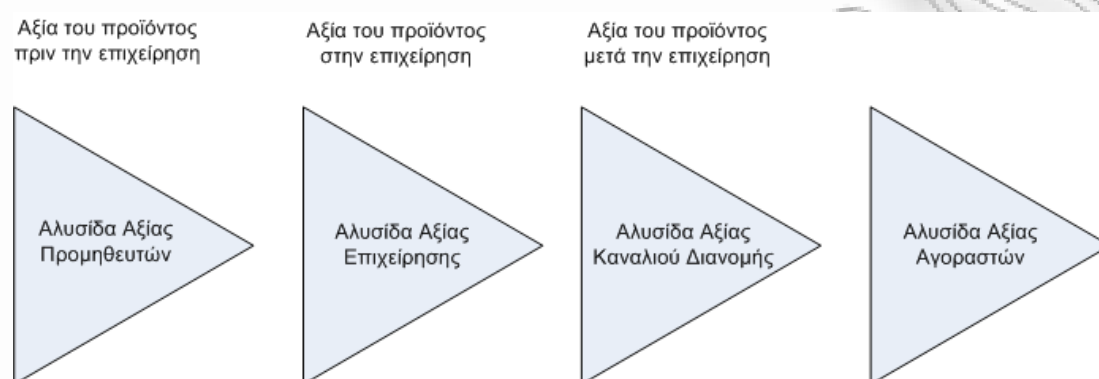 Αξία του προϊόντος
πριν την επιχείρηση
Αξία του προϊόντος
στην επιχείρηση
Αξία του προϊόντος
μετά την επιχείρηση
Αλυσίδα Αξίας
Προμηθευτών
Αλυσίδα Αξίας
Επιχείρησης
Αλυσίδα Αξίας
Καναλιού Διανομής
Αλυσίδα Αξίας
Αγοραστών